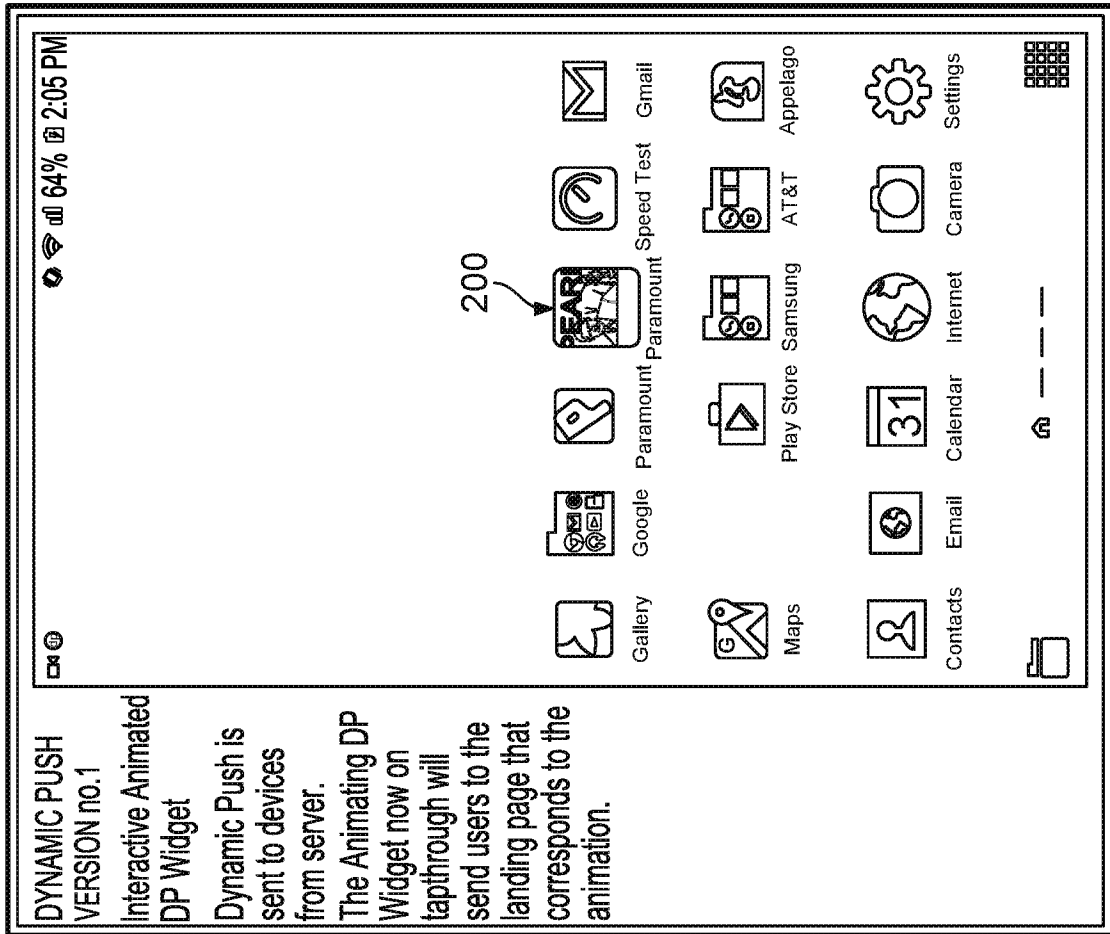 DYNAMIC PUSH
VERSION no.1
Interactive Animated
DP Widget
Dynamic Push is
sent to devices
from server.
The Animating DP
Widget now on
tapthrough will
send users to the
landing page that
corresponds to the
animation.
64% 2:05 PM
200
PEARL
Gallery Google Paramount Paramount Speed Test Gmail
G
Maps Play Store Samsung AT&T Appelago
31
Contacts Email Calendar Internet Camera Settings